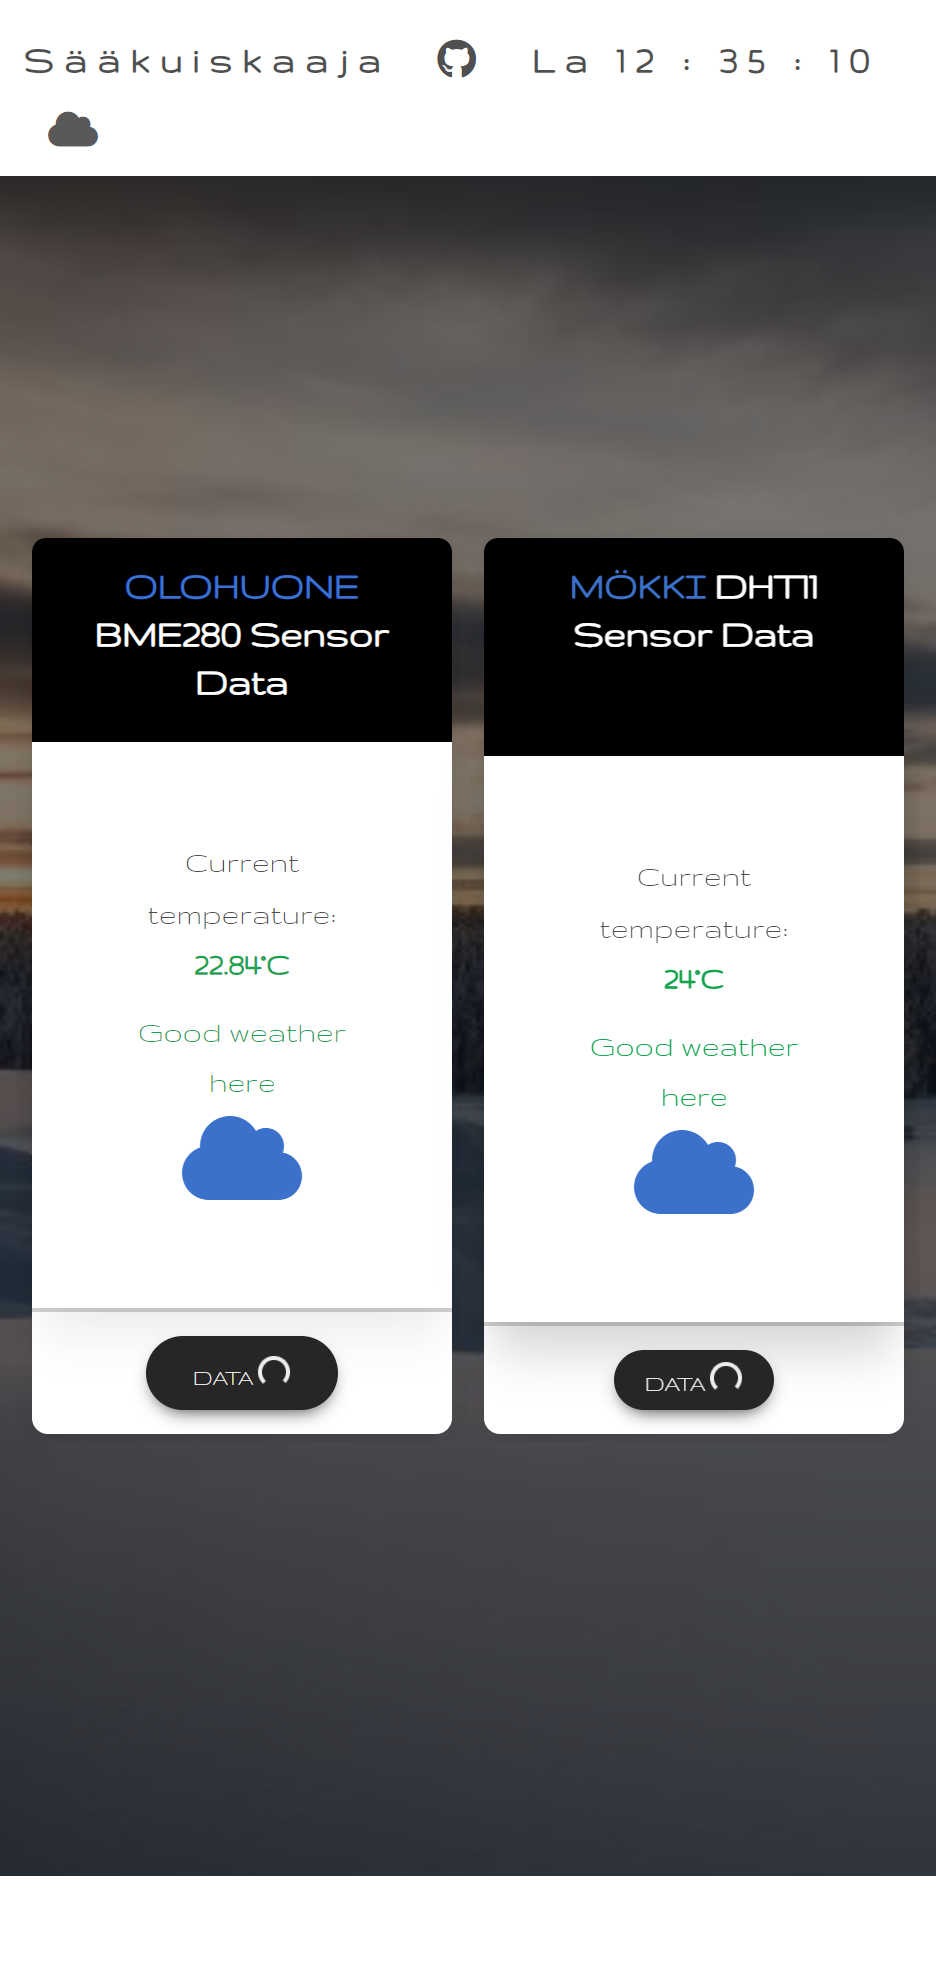 Sääkuiskaaja La 12 : 35 : 10
OLOHUONE
BME280 Sensor
Data
Current
temperature:
22.84°C
Good weather
here
DATA
MÖKKI DHT11
Sensor Data
Current
temperature:
24°C
Good weather
here
DATA